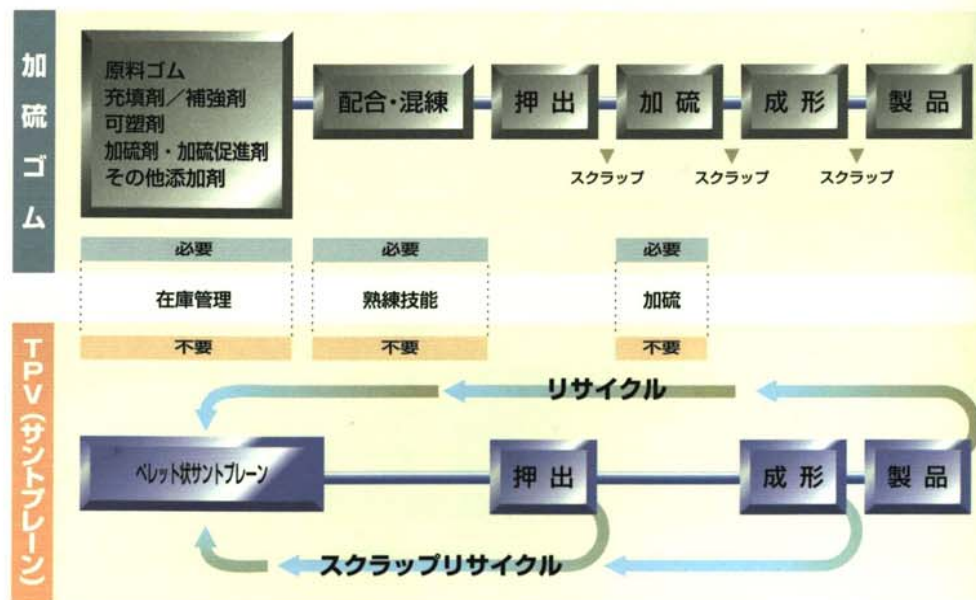 加硫ゴム
原料ゴム
充填剤／補強剤
可塑剤
加硫剤・加硫促進剤
その他添加剤
配合・混練
押出
加硫
成形
製品
スクラップ
スクラップ
スクラップ
必要
必要
必要
在庫管理
熟練技能
加硫
不要
不要
不要
TPV（サントプレーン）
リサイクル
ペレット状サントプレーン
押出
成形
製品
スクラップリサイクル